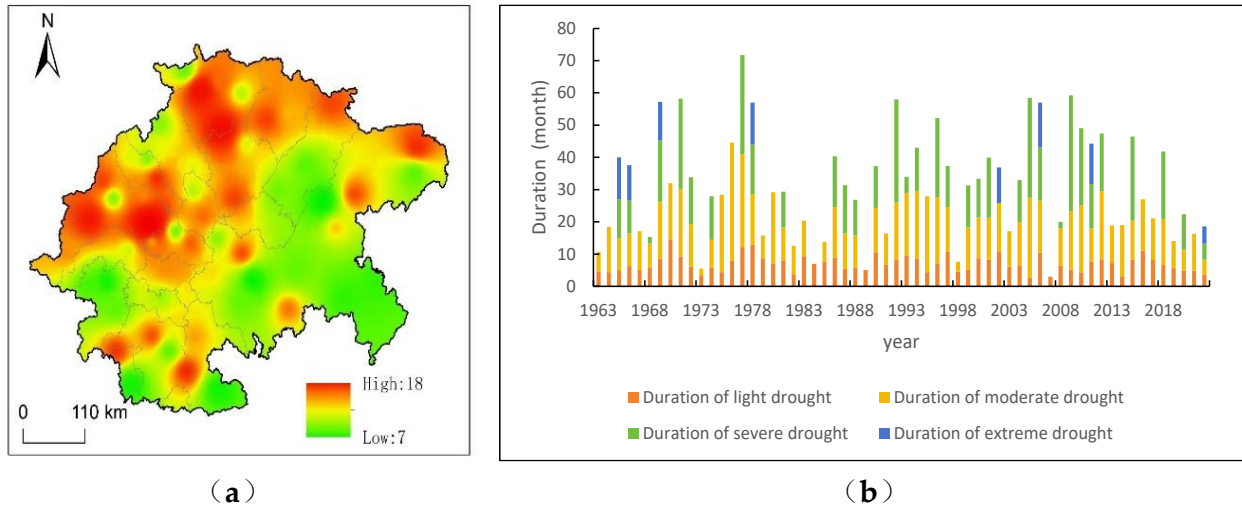 N
High:18
Low:7
0 110 km
(a)
80
70
60
50
40
30
20
10
0
Duration (month)
1963 1968 1973 1978 1983 1988 1993 1998 2003 2008 2013 2018
year
Duration of light drought Duration of moderate drought
Duration of severe drought Duration of extreme drought
(b)